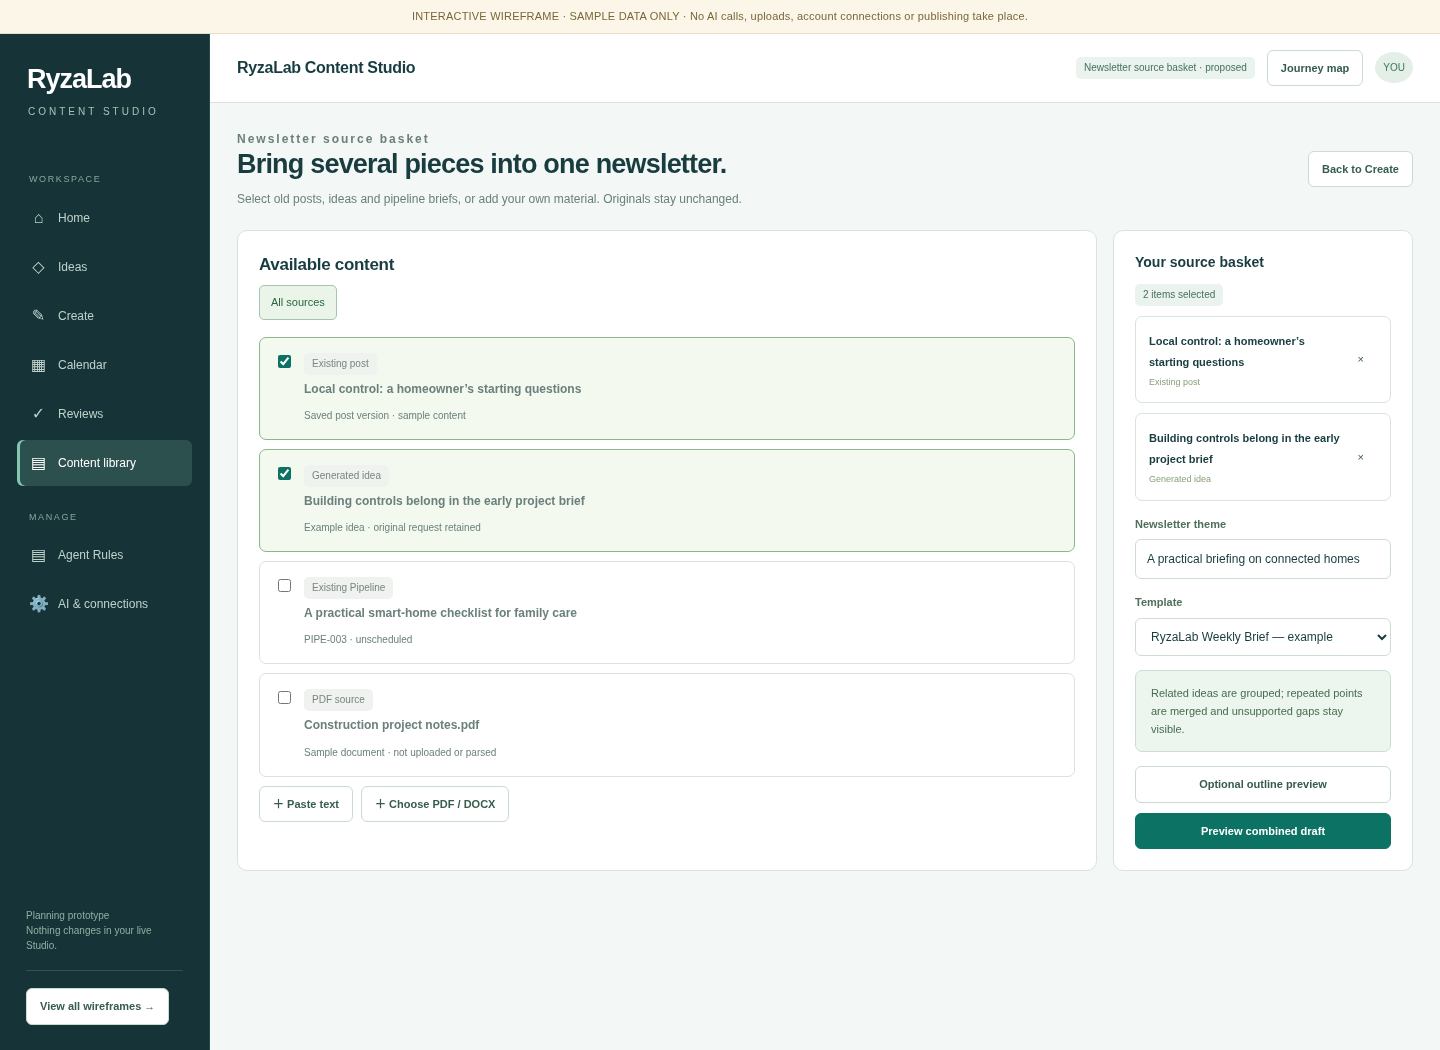 INTERACTIVE WIREFRAME · SAMPLE DATA ONLY · No AI calls, uploads, account connections or publishing take place.
RyzaLab
CONTENT STUDIO
WORKSPACE
Home
Ideas
Create
Calendar
Reviews
Content library
MANAGE
Agent Rules
AI & connections
Planning prototype
Nothing changes in your live
Studio.
View all wireframes →
RyzaLab Content Studio
Newsletter source basket · proposed
Journey map
YOU
Newsletter source basket
Bring several pieces into one newsletter.
Select old posts, ideas and pipeline briefs, or add your own material. Originals stay unchanged.
Back to Create
Available content
All sources
Existing post
Local control: a homeowner’s starting questions
Saved post version · sample content
Generated idea
Building controls belong in the early project brief
Example idea · original request retained
Existing Pipeline
A practical smart-home checklist for family care
PIPE-003 · unscheduled
PDF source
Construction project notes.pdf
Sample document · not uploaded or parsed
+ Paste text
+ Choose PDF / DOCX
Your source basket
2 items selected
Local control: a homeowner’s
starting questions
×
Existing post
Building controls belong in the early
project brief
×
Generated idea
Newsletter theme
A practical briefing on connected homes
Template
RyzaLab Weekly Brief — example
Related ideas are grouped; repeated points
are merged and unsupported gaps stay
visible.
Optional outline preview
Preview combined draft